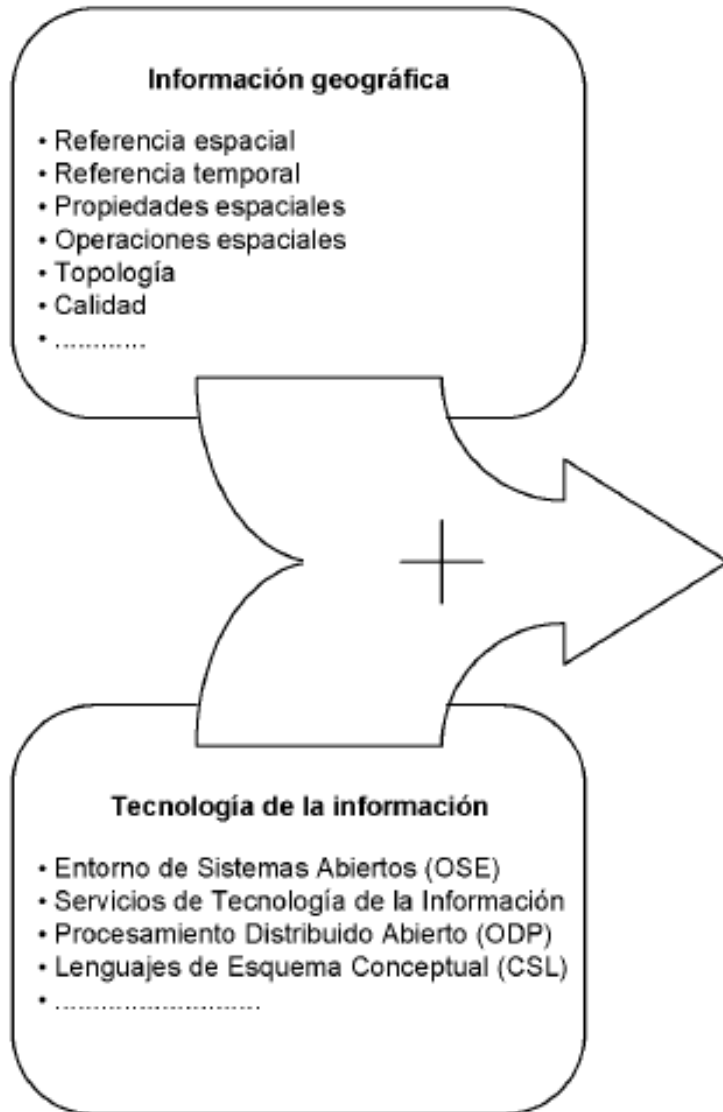 Información geográfica
• Referencia espacial
• Referencia temporal
• Propiedades espaciales
• Operaciones espaciales
• Topología
• Calidad
• ............
+
Tecnología de la información
• Entorno de Sistemas Abiertos (OSE)
• Servicios de Tecnología de la Información
• Procesamiento Distribuido Abierto (ODP)
• Lenguajes de Esquema Conceptual (CSL)
• ..............................